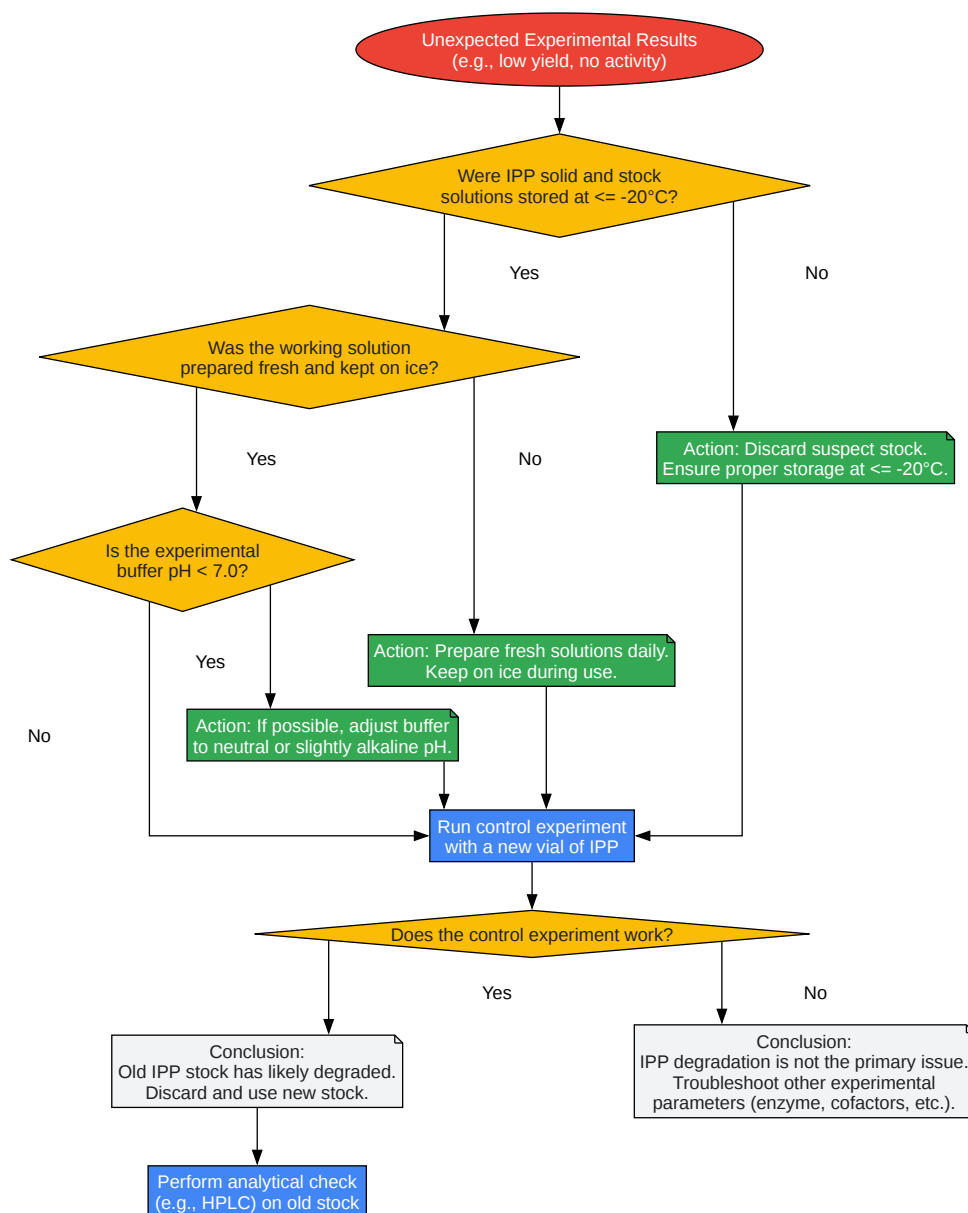 Unexpected Experimental Results
(e.g., low yield, no activity)
Were IPP solid and stock
solutions stored at <= -20°C?
Yes
No
Was the working solution
prepared fresh and kept on ice?
Yes
No
Action: Discard suspect stock.
Ensure proper storage at <= -20°C.
Is the experimental
buffer pH < 7.0?
Yes
No
Action: Prepare fresh solutions daily.
Keep on ice during use.
Action: If possible, adjust buffer
to neutral or slightly alkaline pH.
Run control experiment
with a new vial of IPP
Does the control experiment work?
Yes
No
Conclusion:
Old IPP stock has likely degraded.
Discard and use new stock.
Conclusion:
IPP degradation is not the primary issue.
Troubleshoot other experimental
parameters (enzyme, cofactors, etc.).
Perform analytical check
(e.g., HPLC) on old stock